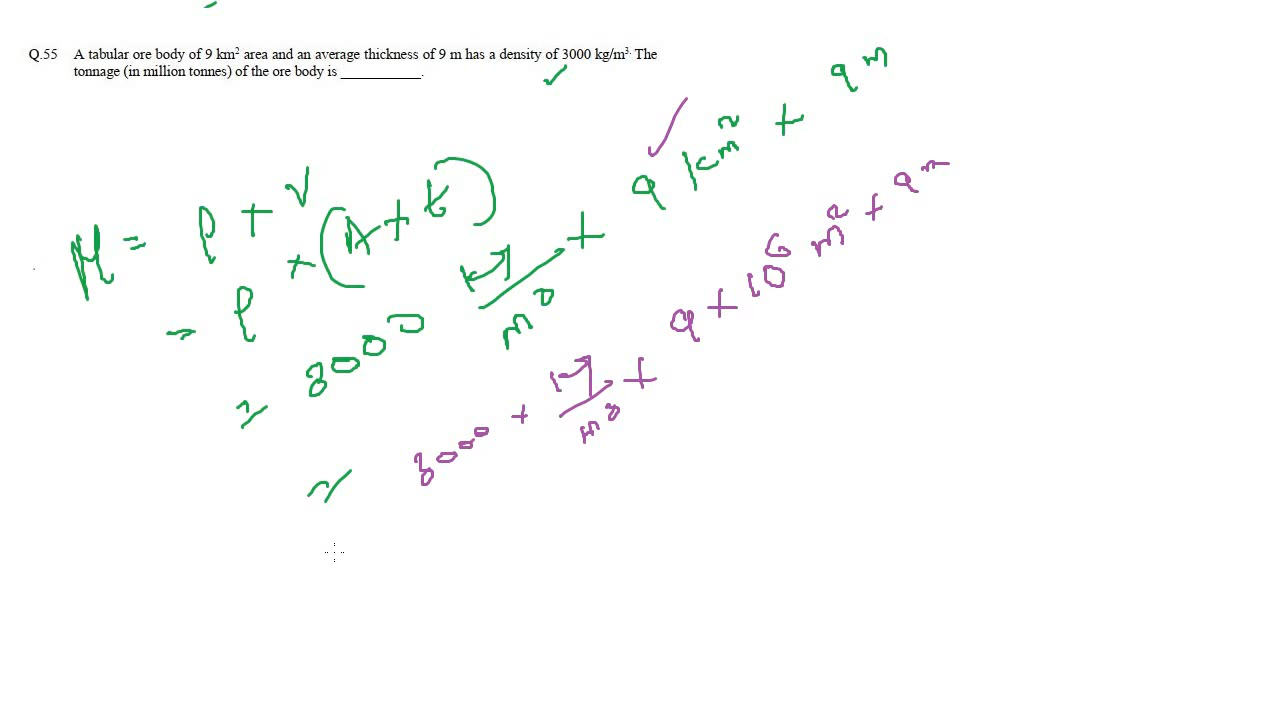 Q.55 A tabular ore body of 9 km² area and an average thickness of 9 m has a density of 3000 kg/m³. The
tonnage (in million tonnes) of the ore body is ___________.
M = ρ + V
= ρ + (A + t)
= 3000 kg/m³ + 9 km² + 9 m
= 3000 + kg/m³ + 9 + 10⁶ m² + 9 m